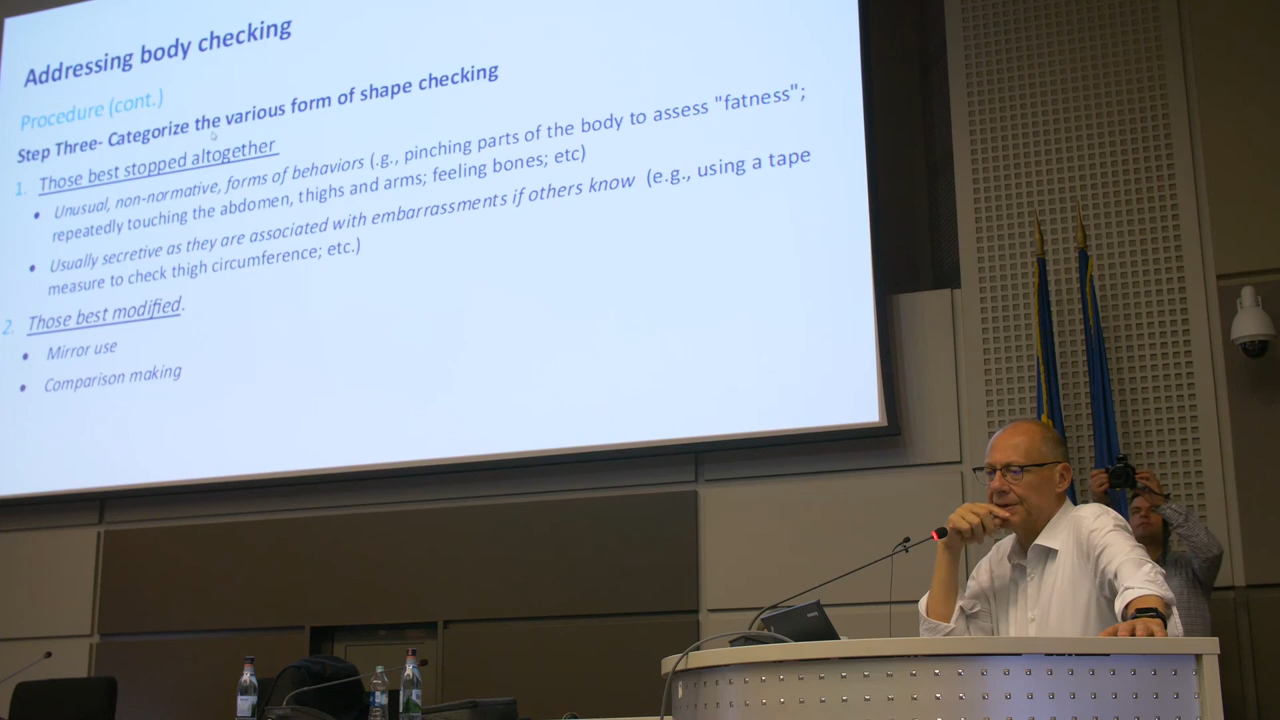 Addressing body checking
Procedure (cont.)
Step Three- Categorize the various form of shape checking
1. Those best stopped altogether
• Unusual, non-normative, forms of behaviors (.g., pinching parts of the body to assess "fatness";
repeatedly touching the abdomen, thighs and arms; feeling bones; etc)
• Usually secretive as they are associated with embarrassments if others know (e.g., using a tape
measure to check thigh circumference; etc.)
2. Those best modified.
• Mirror use
• Comparison making